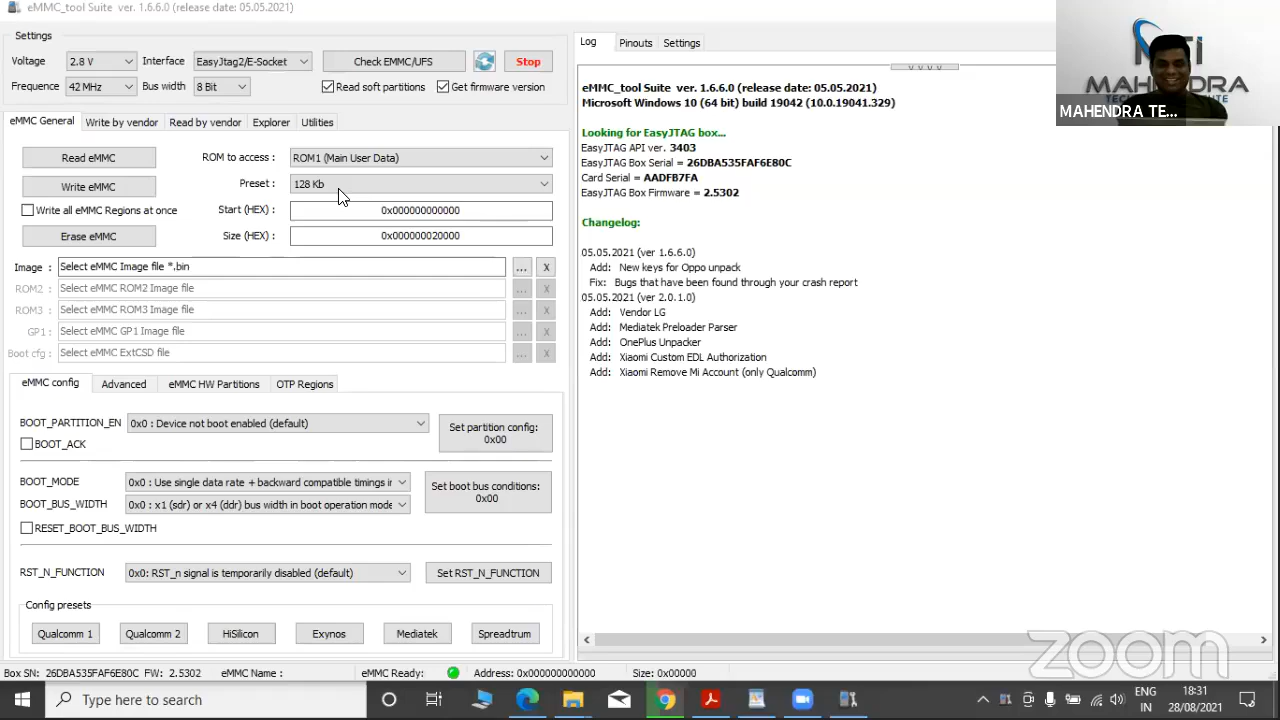 eMMC_tool Suite ver. 1.6.6.0 (release date: 05.05.2021)
Settings
Voltage 2.8 V Interface EasyJtag2/E-Socket Check EMMC/UFS Stop
Frequence 42 MHz Bus width 8 Bit Read soft partitions Get firmware version
eMMC General Write by vendor Read by vendor Explorer Utilities
Read eMMC ROM to access : ROM1 (Main User Data)
Preset : 128 Kb
Write eMMC
Write all eMMC Regions at once Start (HEX) : 0x000000000000
Erase eMMC Size (HEX) : 0x000000020000
Image : Select eMMC Image file *.bin ... X
ROM2 : Select eMMC ROM2 Image file ... X
ROM3 : Select eMMC ROM3 Image file ... X
GP1 : Select eMMC GP1 Image file ... X
Boot cfg : Select eMMC ExtCSD file ... X
eMMC config Advanced eMMC HW Partitions OTP Regions
BOOT_PARTITION_EN 0x0 : Device not boot enabled (default)
Set partition config:
0x00
BOOT_ACK
BOOT_MODE 0x0 : Use single data rate + backward compatible timings i
Set boot bus conditions:
0x00
BOOT_BUS_WIDTH 0x0 : x1 (sdr) or x4 (ddr) bus width in boot operation mode
RESET_BOOT_BUS_WIDTH
RST_N_FUNCTION 0x0: RST_n signal is temporarily disabled (default) Set RST_N_FUNCTION
Config presets
Qualcomm 1 Qualcomm 2 HiSilicon Exynos Mediatek Spreadtrum
Log Pinouts Settings
eMMC_tool Suite ver. 1.6.6.0 (release date: 05.05.2021)
Microsoft Windows 10 (64 bit) build 19042 (10.0.19041.329)
Looking for EasyJTAG box...
EasyJTAG API ver. 3403
EasyJTAG Box Serial = 26DBA535FAF6E80C
Card Serial = AADFB7FA
EasyJTAG Box Firmware = 2.5302
Changelog:
05.05.2021 (ver 1.6.6.0)
Add: New keys for Oppo unpack
Fix: Bugs that have been found through your crash report
05.05.2021 (ver 2.0.1.0)
Add: Vendor LG
Add: Mediatek Preloader Parser
Add: OnePlus Unpacker
Add: Xiaomi Custom EDL Authorization
Add: Xiaomi Remove Mi Account (only Qualcomm)
MAHENDRA
MAHENDRA TE...
zoom
Box SN: 26DBA535FAF6E80C FW: 2.5302 eMMC Name : eMMC Ready: Address: 0x000000000000 Size: 0x00000
Type here to search
ENG
IN
18:31
28/08/2021